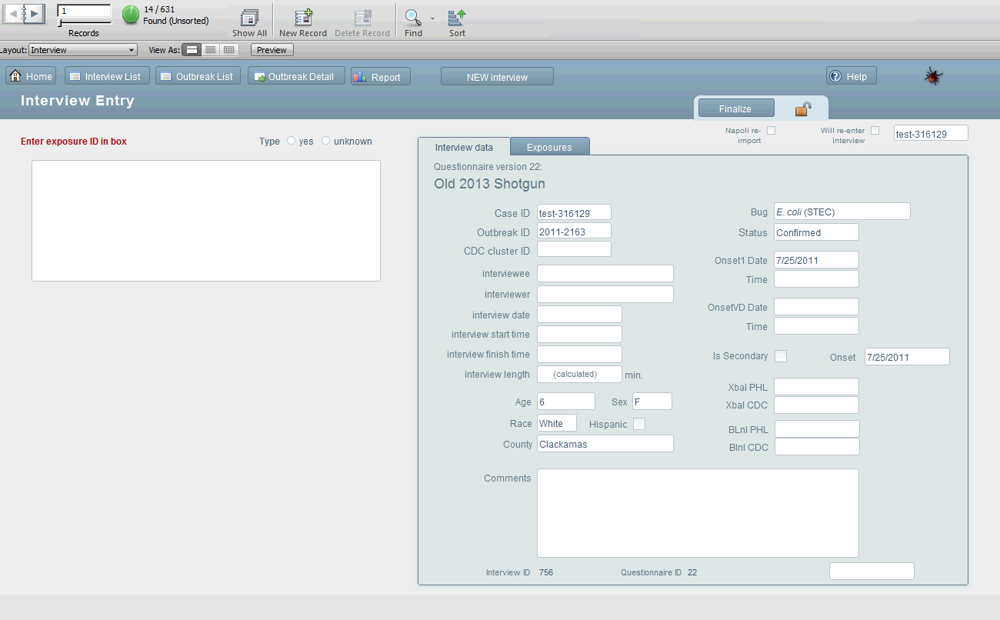 1
14 / 631
Found (Unsorted)
Records
Show All
New Record
Delete Record
Find
Sort
Layout:
Interview
View As:
Preview
Home
Interview List
Outbreak List
Outbreak Detail
Report
NEW interview
Help
Interview Entry
Finalize
Enter exposure ID in box
Type
yes
unknown
Napoli re-
import
Will re-enter
interview
test-316129
Interview data
Exposures
Questionnaire version 22:
Old 2013 Shotgun
Case ID
test-316129
Outbreak ID
2011-2163
CDC cluster ID
interviewee
interviewer
interview date
interview start time
interview finish time
interview length
(calculated)
min.
Age
6
Sex
F
Race
White
Hispanic
County
Clackamas
Bug
E. coli (STEC)
Status
Confirmed
Onset1 Date
7/25/2011
Time
OnsetVD Date
Time
Is Secondary
Onset
7/25/2011
XbaI PHL
XbaI CDC
BLnI PHL
BlnI CDC
Comments
Interview ID
756
Questionnaire ID
22